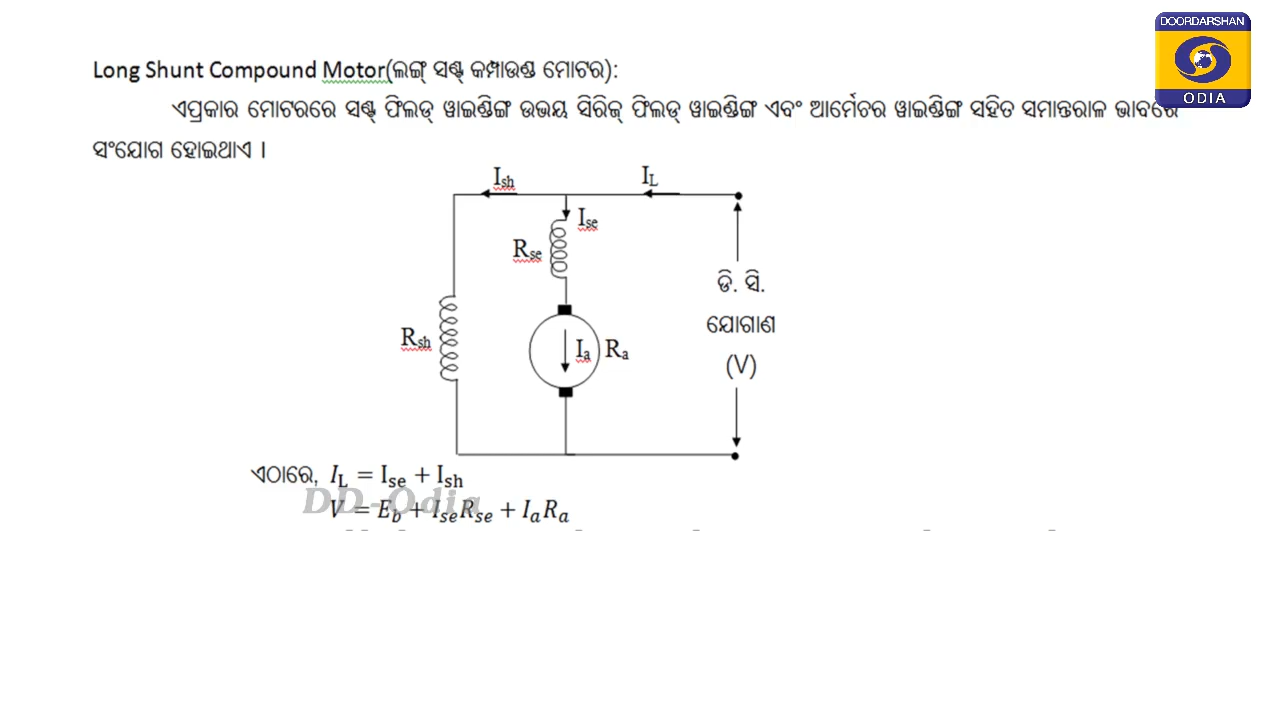 DOORDARSHAN
ODIA
Long Shunt Compound Motor(ଲଙ୍ଗ୍ ସଣ୍ଟ୍ କମ୍ପାଉଣ୍ଡ ମୋଟର):
ଏପ୍ରକାର ମୋଟରରେ ସଣ୍ଟ୍ ଫିଲଡ୍ ୱାଇଣ୍ଡିଙ୍ଗ ଉଭୟ ସିରିଜ୍ ଫିଲଡ୍ ୱାଇଣ୍ଡିଙ୍ଗ ଏବଂ ଆର୍ମେଚର ୱାଇଣ୍ଡିଙ୍ଗ ସହିତ ସମାନ୍ତରାଳ ଭାବରେ
ସଂଯୋଗ ହୋଇଥାଏ ।
Ish
IL
Ise
Rse
ଡି. ସି.
ଯୋଗାଣ
(V)
Rsh
Ia
Ra
ଏଠାରେ, IL = Ise + Ish
DD-Odia
V = Eb + IseRse + IaRa